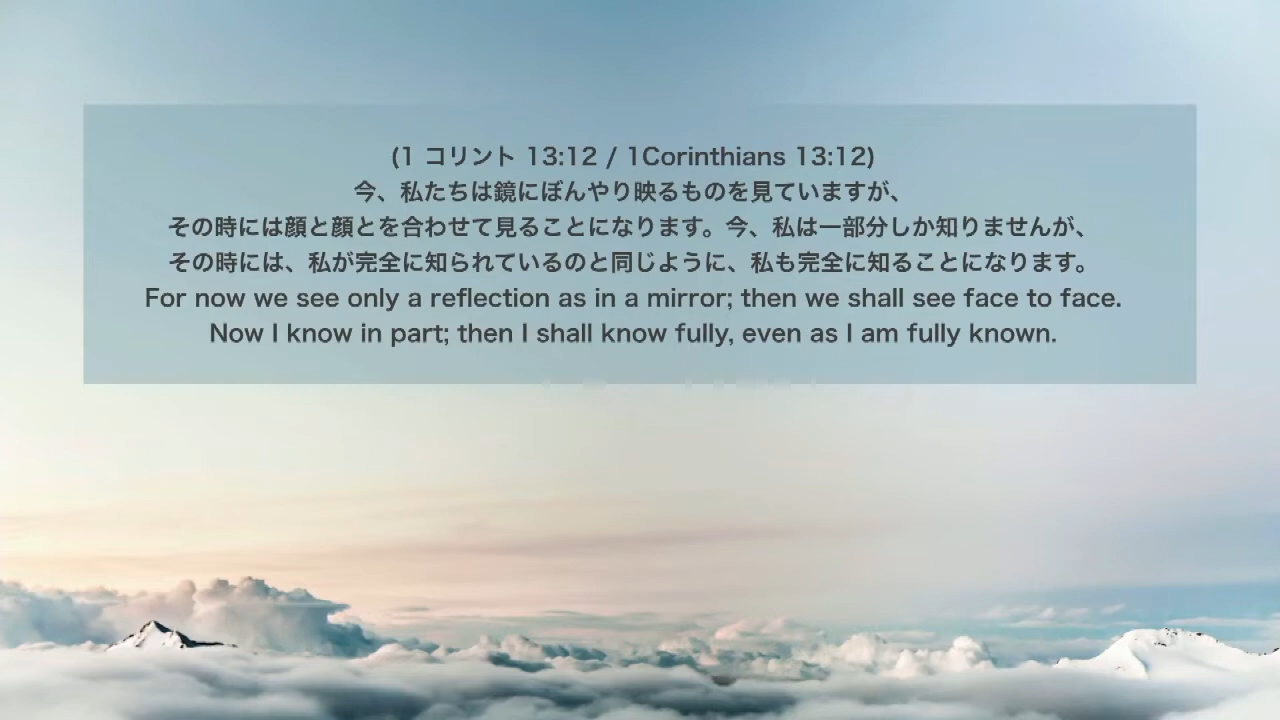 (1 コリント 13:12 / 1Corinthians 13:12)
今、私たちは鏡にぼんやり映るものを見ていますが、
その時には顔と顔とを合わせて見ることになります。今、私は一部分しか知りませんが、
その時には、私が完全に知られているのと同じように、私も完全に知ることになります。
For now we see only a reflection as in a mirror; then we shall see face to face.
Now I know in part; then I shall know fully, even as I am fully known.